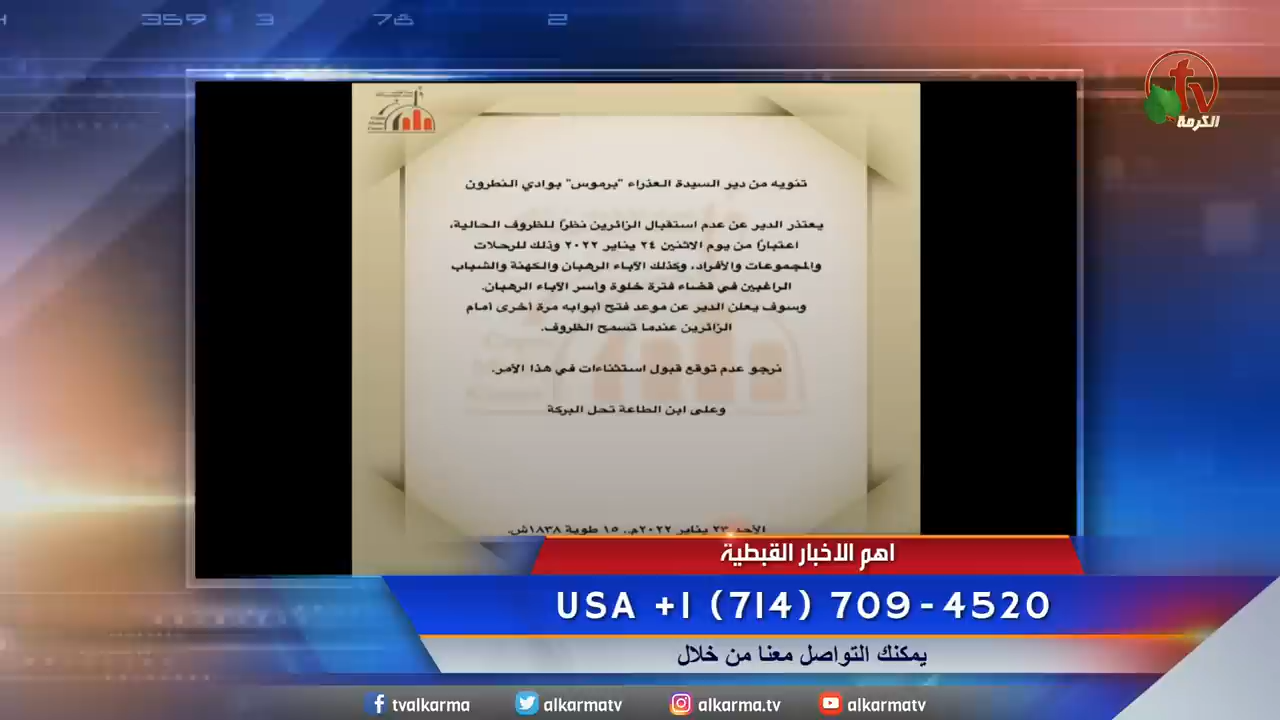 359 3 78 2
الكرمة
تنويه من دير السيدة العذراء "برموس" بوادي النطرون
يعتذر الدير عن عدم استقبال الزائرين نظرًا للظروف الحالية،
اعتبارًا من يوم الاثنين ٢٤ يناير ٢٠٢٢ وذلك للرحلات
والمجموعات والأفراد، وكذلك الآباء الرهبان والكهنة والشباب
الراغبين في قضاء فترة خلوة وأسر الآباء الرهبان.
وسوف يعلن الدير عن موعد فتح أبوابه مرة أخرى أمام
الزائرين عندما تسمح الظروف.
نرجو عدم توقع قبول استثناءات في هذا الأمر.
وعلى ابن الطاعة تحل البركة
الأحد ٢٣ يناير ٢٠٢٢م.، ١٥ طوبة ١٨٣٨ش.
اهم الاخبار القبطية
USA +1 (714) 709-4520
يمكنك التواصل معنا من خلال
tvalkarma alkarmatv alkarma.tv alkarmatv